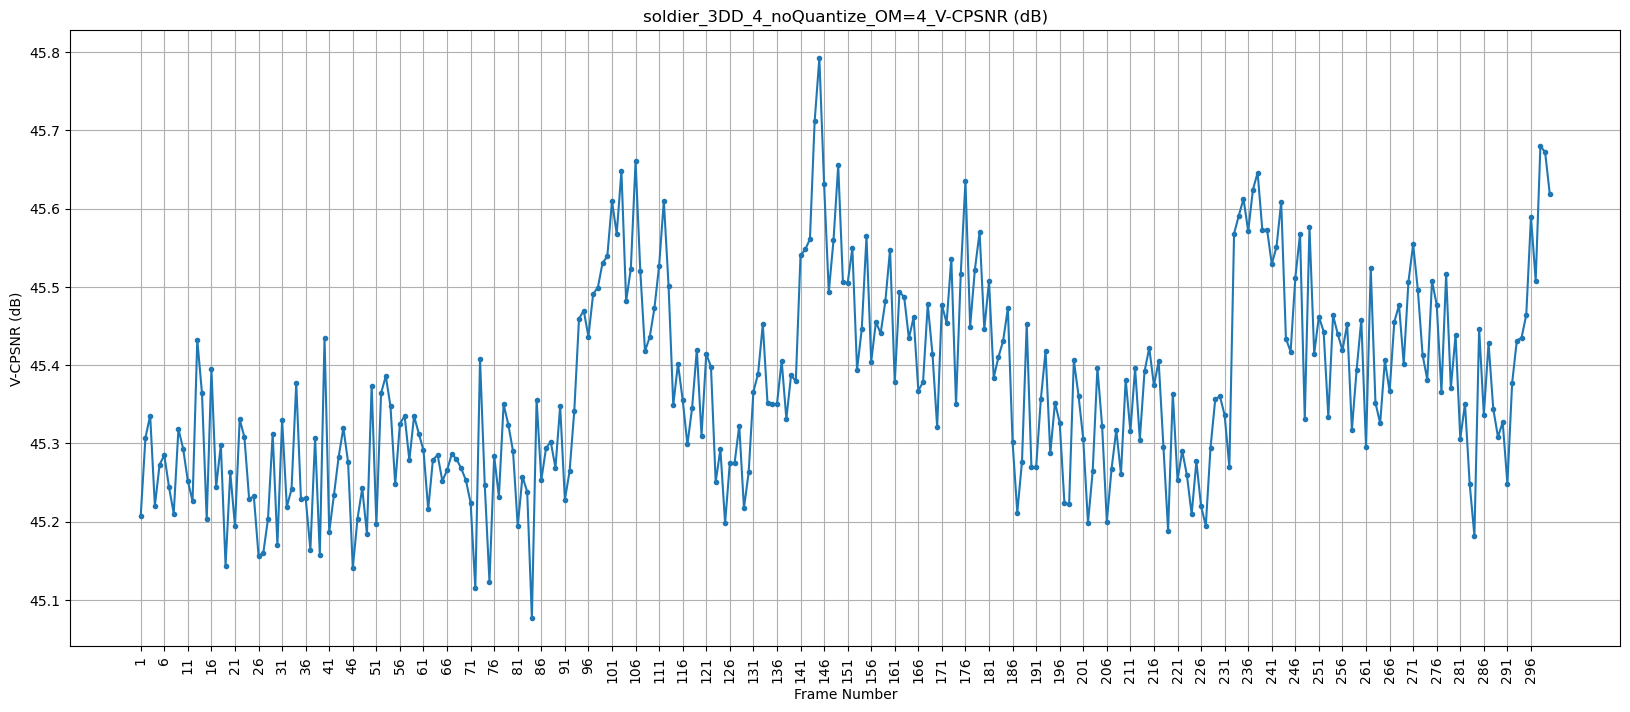 soldier_3DD_4_noQuantize_OM=4_V-CPSNR (dB)
45.8
45.7
45.6
45.5
45.4
45.3
45.2
45.1
V-CPSNR (dB)
1 6 11 16 21 26 31 36 41 46 51 56 61 66 71 76 81 86 91 96 101 106 111 116 121 126 131 136 141 146 151 156 161 166 171 176 181 186 191 196 201 206 211 216 221 226 231 236 241 246 251 256 261 266 271 276 281 286 291 296
Frame Number